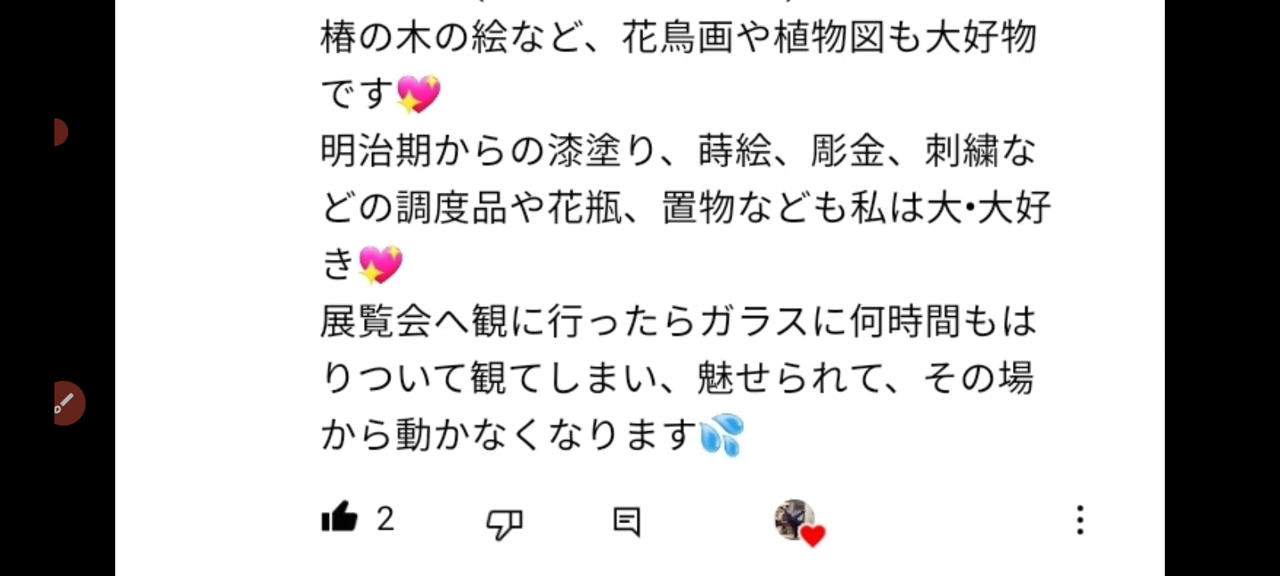 椿の木の絵など、花鳥画や植物図も大好物
です💖
明治期からの漆塗り、蒔絵、彫金、刺繍な
どの調度品や花瓶、置物なども私は大•大好
き💖
展覧会へ観に行ったらガラスに何時間もは
りついて観てしまい、魅せられて、その場
から動かなくなります💦
2